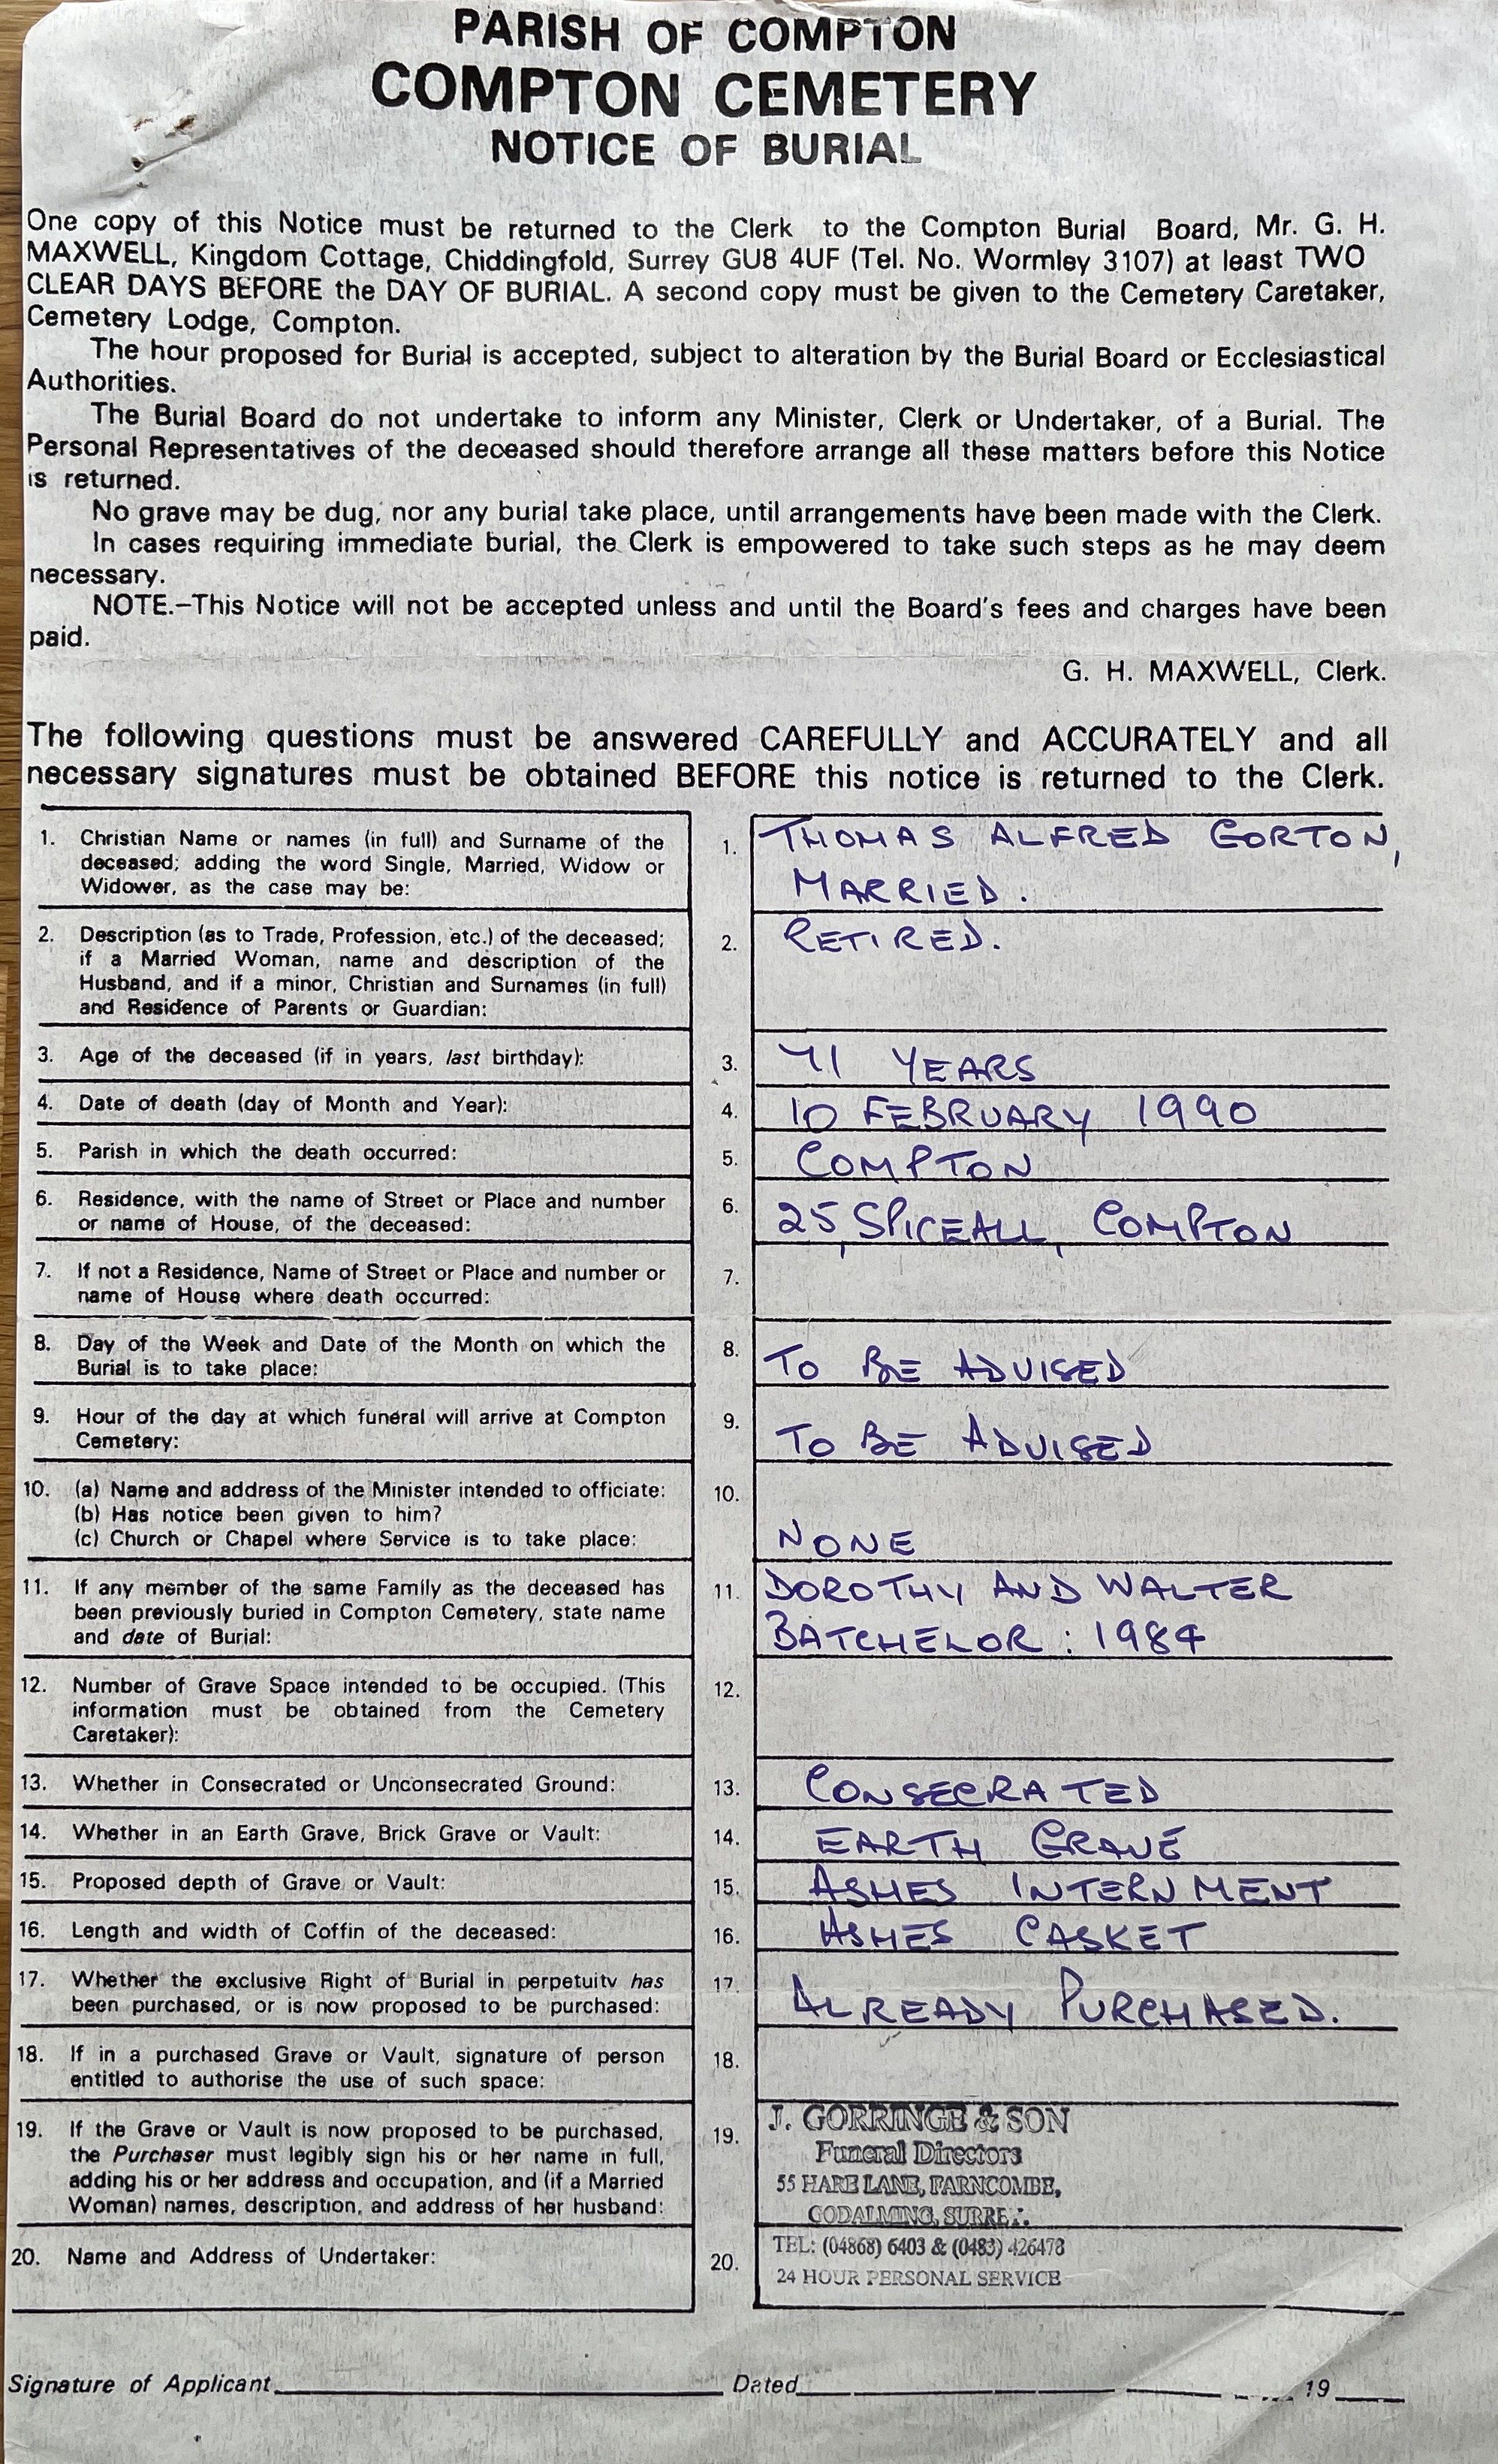 PARISH OF COMPTON
COMPTON CEMETERY
NOTICE OF BURIAL
One copy of this Notice must be returned to the Clerk to the Compton Burial Board, Mr. G. H.
MAXWELL, Kingdom Cottage, Chiddingfold, Surrey GU8 4UF (Tel. No. Wormley 3107) at least TWO
CLEAR DAYS BEFORE the DAY OF BURIAL. A second copy must be given to the Cemetery Caretaker,
Cemetery Lodge, Compton.
The hour proposed for Burial is accepted, subject to alteration by the Burial Board or Ecclesiastical
Authorities.
The Burial Board do not undertake to inform any Minister, Clerk or Undertaker, of a Burial. The
Personal Representatives of the deceased should therefore arrange all these matters before this Notice
is returned.
No grave may be dug, nor any burial take place, until arrangements have been made with the Clerk.
In cases requiring immediate burial, the Clerk is empowered to take such steps as he may deem
necessary.
NOTE.–This Notice will not be accepted unless and until the Board's fees and charges have been
paid.
G. H. MAXWELL, Clerk.
The following questions must be answered CAREFULLY and ACCURATELY and all
necessary signatures must be obtained BEFORE this notice is returned to the Clerk.
1. Christian Name or names (in full) and Surname of the
deceased; adding the word Single, Married, Widow or
Widower, as the case may be:
1. THOMAS ALFRED GORTON,
MARRIED.
2. Description (as to Trade, Profession, etc.) of the deceased;
if a Married Woman, name and description of the
Husband, and if a minor, Christian and Surnames (in full)
and Residence of Parents or Guardian:
2. RETIRED.
3. Age of the deceased (if in years, last birthday):
3. 71 YEARS
4. Date of death (day of Month and Year):
4. 10 FEBRUARY 1990
5. Parish in which the death occurred:
5. COMPTON
6. Residence, with the name of Street or Place and number
or name of House, of the deceased:
6. 25, SPICEALL, COMPTON
7. If not a Residence, Name of Street or Place and number or
name of House where death occurred:
7.
8. Day of the Week and Date of the Month on which the
Burial is to take place:
8. TO BE ADVISED
9. Hour of the day at which funeral will arrive at Compton
Cemetery:
9. TO BE ADVISED
10. (a) Name and address of the Minister intended to officiate:
(b) Has notice been given to him?
(c) Church or Chapel where Service is to take place:
10.
NONE
11. If any member of the same Family as the deceased has
been previously buried in Compton Cemetery, state name
and date of Burial:
11. DOROTHY AND WALTER
BATCHELOR : 1984
12. Number of Grave Space intended to be occupied. (This
information must be obtained from the Cemetery
Caretaker):
12.
13. Whether in Consecrated or Unconsecrated Ground:
13. CONSECRATED
14. Whether in an Earth Grave, Brick Grave or Vault:
14. EARTH GRAVE
15. Proposed depth of Grave or Vault:
15. ASHES INTERNMENT
16. Length and width of Coffin of the deceased:
16. ASHES CASKET
17. Whether the exclusive Right of Burial in perpetuity has
been purchased, or is now proposed to be purchased:
17. ALREADY PURCHASED.
18. If in a purchased Grave or Vault, signature of person
entitled to authorise the use of such space:
18.
19. If the Grave or Vault is now proposed to be purchased,
the Purchaser must legibly sign his or her name in full,
adding his or her address and occupation, and (if a Married
Woman) names, description, and address of her husband:
19. J. GORRINGE & SON
Funeral Directors
55 HARE LANE, FARNCOMBE,
GODALMING, SURREY.
20. Name and Address of Undertaker:
20. TEL: (04868) 6403 & (0483) 426478
24 HOUR PERSONAL SERVICE
Signature of Applicant Dated 19